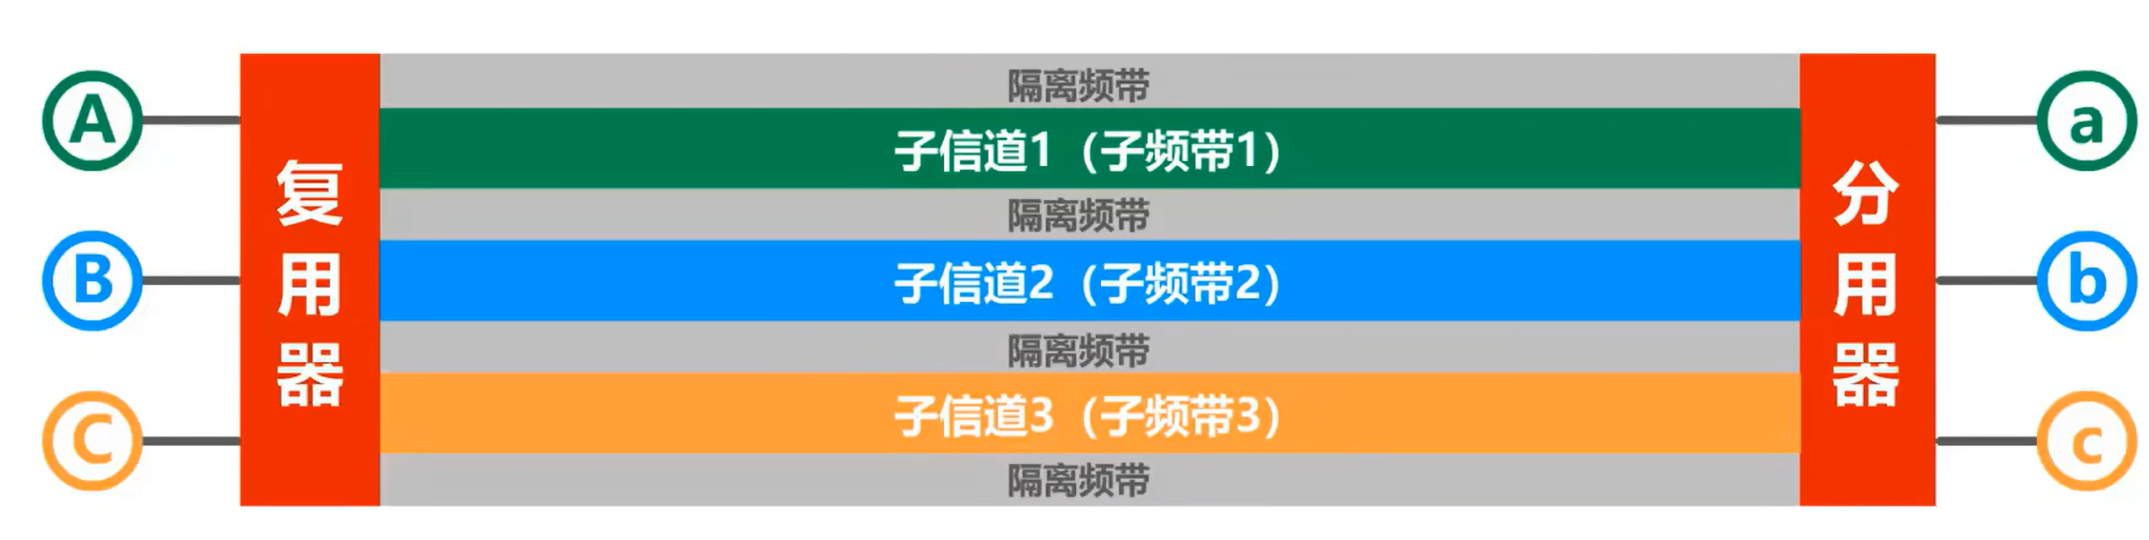 A
B
C
复用器
隔离频带
子信道1（子频带1）
隔离频带
子信道2（子频带2）
隔离频带
子信道3（子频带3）
隔离频带
分用器
a
b
c